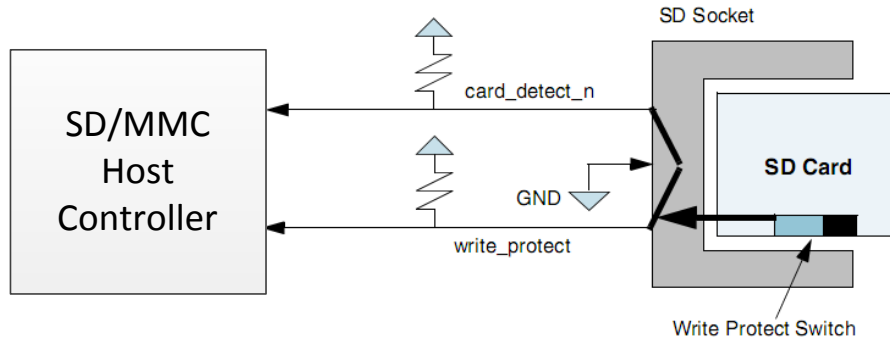 SD Socket
card_detect_n
SD/MMC
Host
Controller
SD Card
GND
write_protect
Write Protect Switch